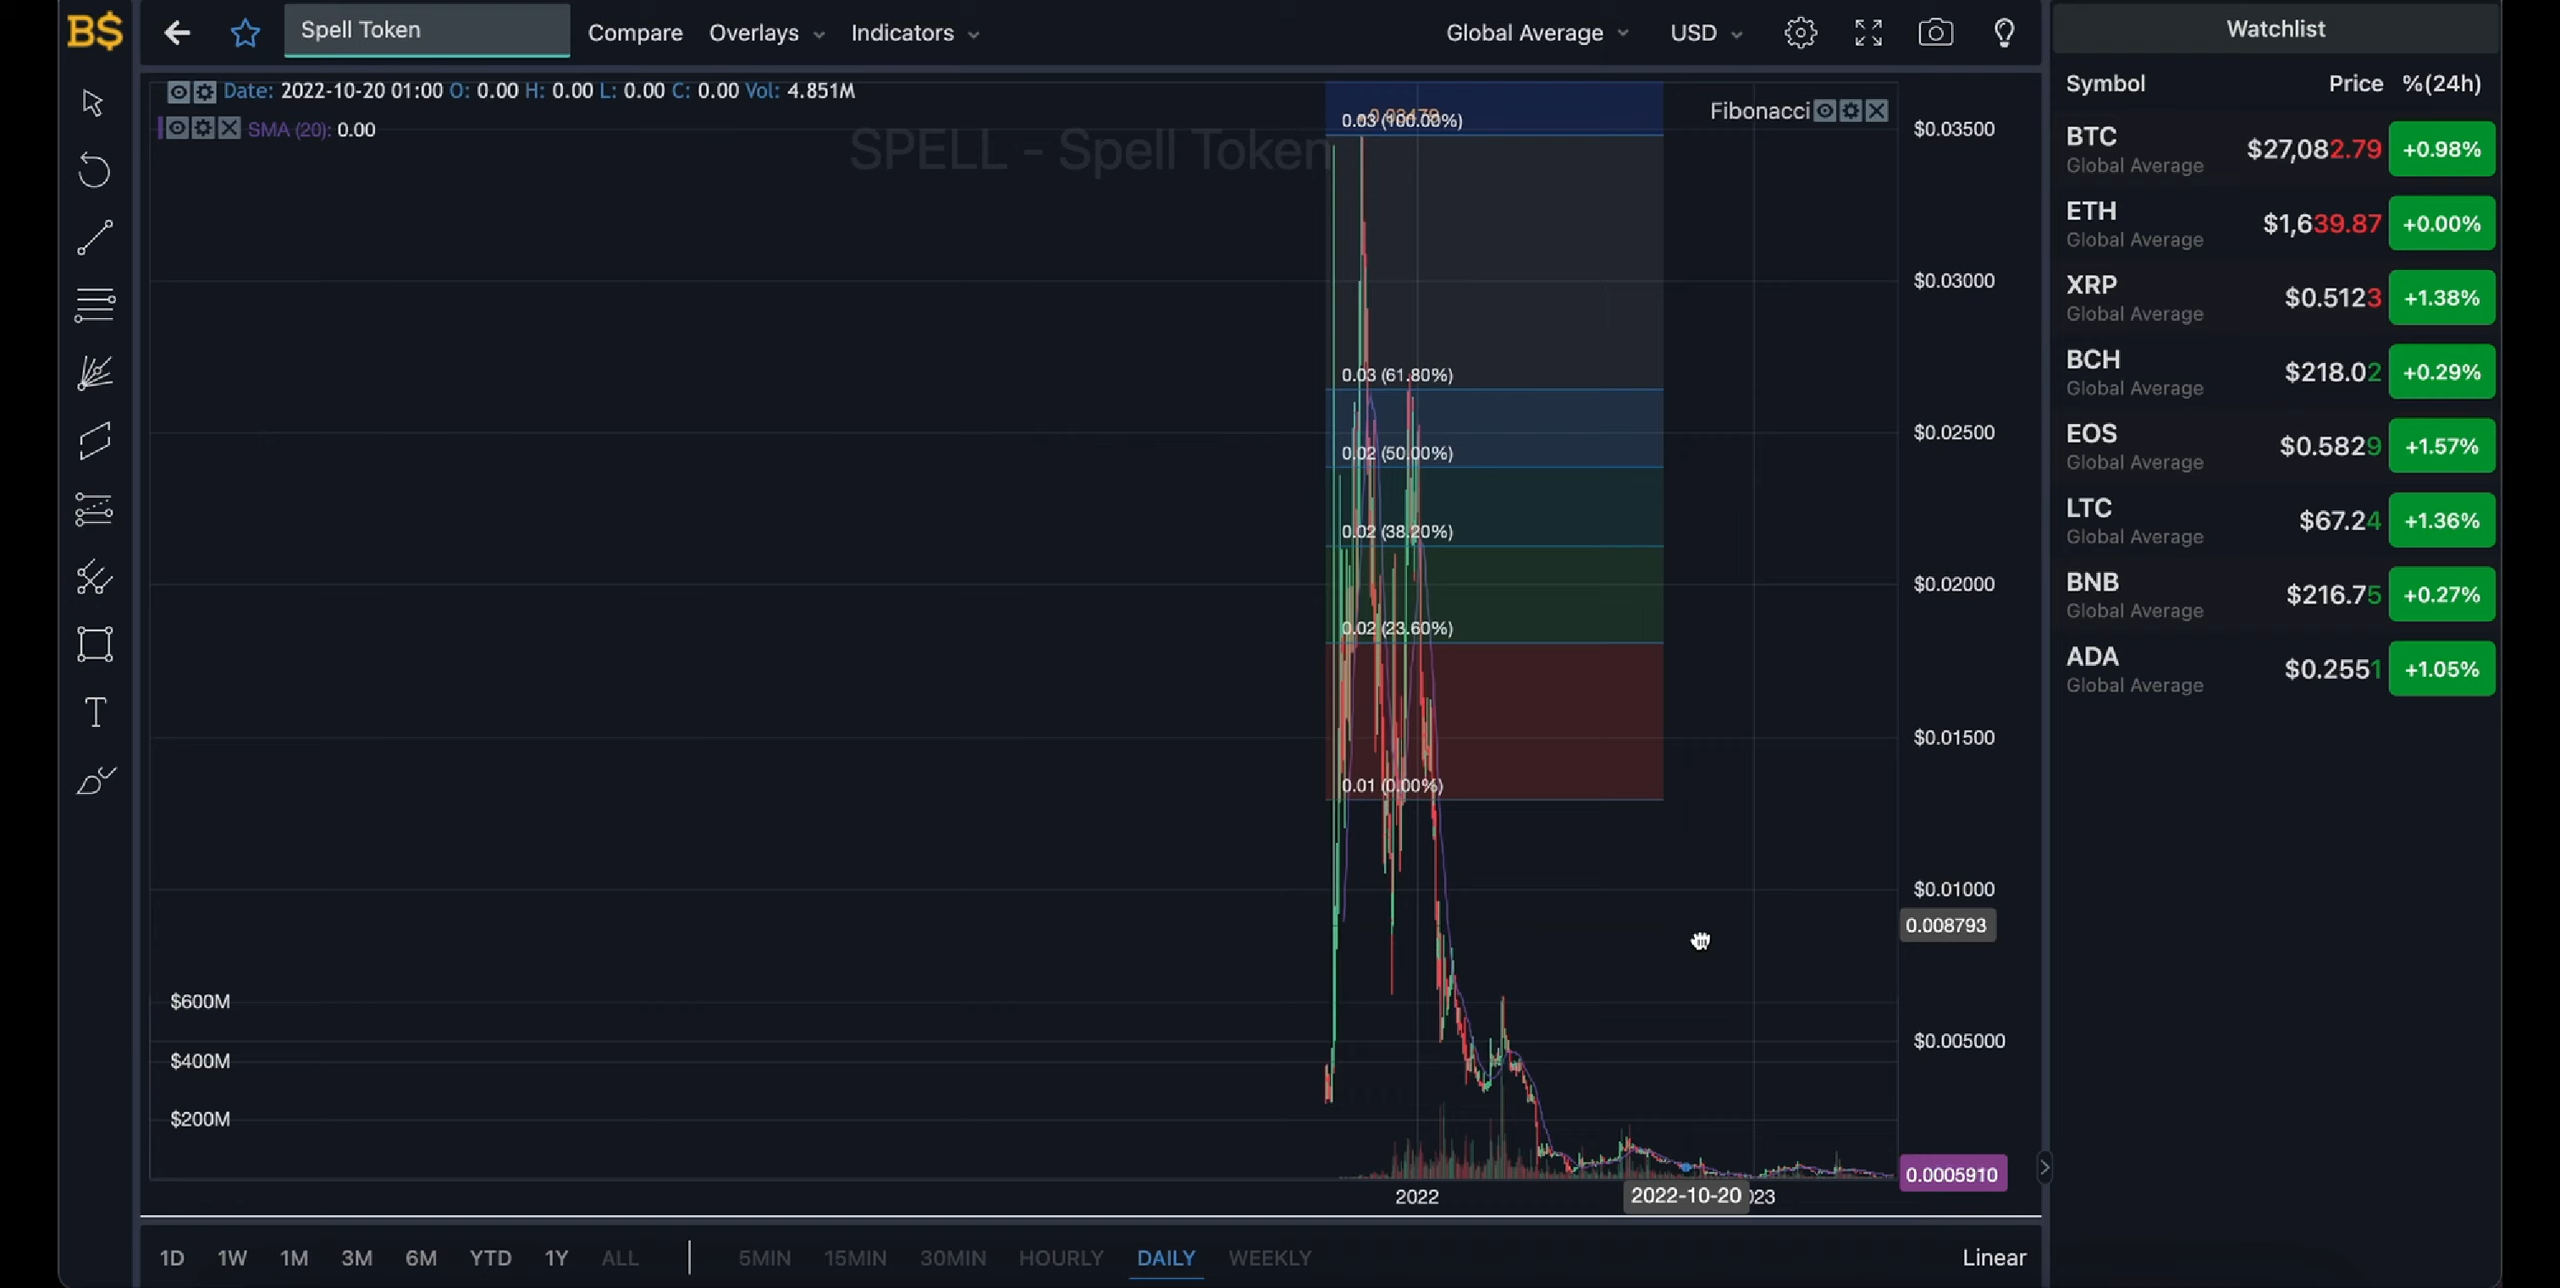 B$
Spell Token
Compare
Overlays
Indicators
Global Average
USD
Watchlist
Date: 2022-10-20 01:00 O: 0.00 H: 0.00 L: 0.00 C: 0.00 Vol: 4.851M
SMA (20): 0.00
SPELL - Spell Token
Fibonacci
0.03 (100.00%)
0.03 (61.80%)
0.02 (50.00%)
0.02 (38.20%)
0.02 (23.60%)
0.01 (0.00%)
$0.03500
$0.03000
$0.02500
$0.02000
$0.01500
$0.01000
0.008793
$0.005000
0.0005910
$600M
$400M
$200M
2022
2022-10-20
023
1D 1W 1M 3M 6M YTD 1Y ALL
5MIN 15MIN 30MIN HOURLY DAILY WEEKLY
Linear
Symbol Price %(24h)
BTC $27,082.79 +0.98%
Global Average
ETH $1,639.87 +0.00%
Global Average
XRP $0.5123 +1.38%
Global Average
BCH $218.02 +0.29%
Global Average
EOS $0.5829 +1.57%
Global Average
LTC $67.24 +1.36%
Global Average
BNB $216.75 +0.27%
Global Average
ADA $0.2551 +1.05%
Global Average